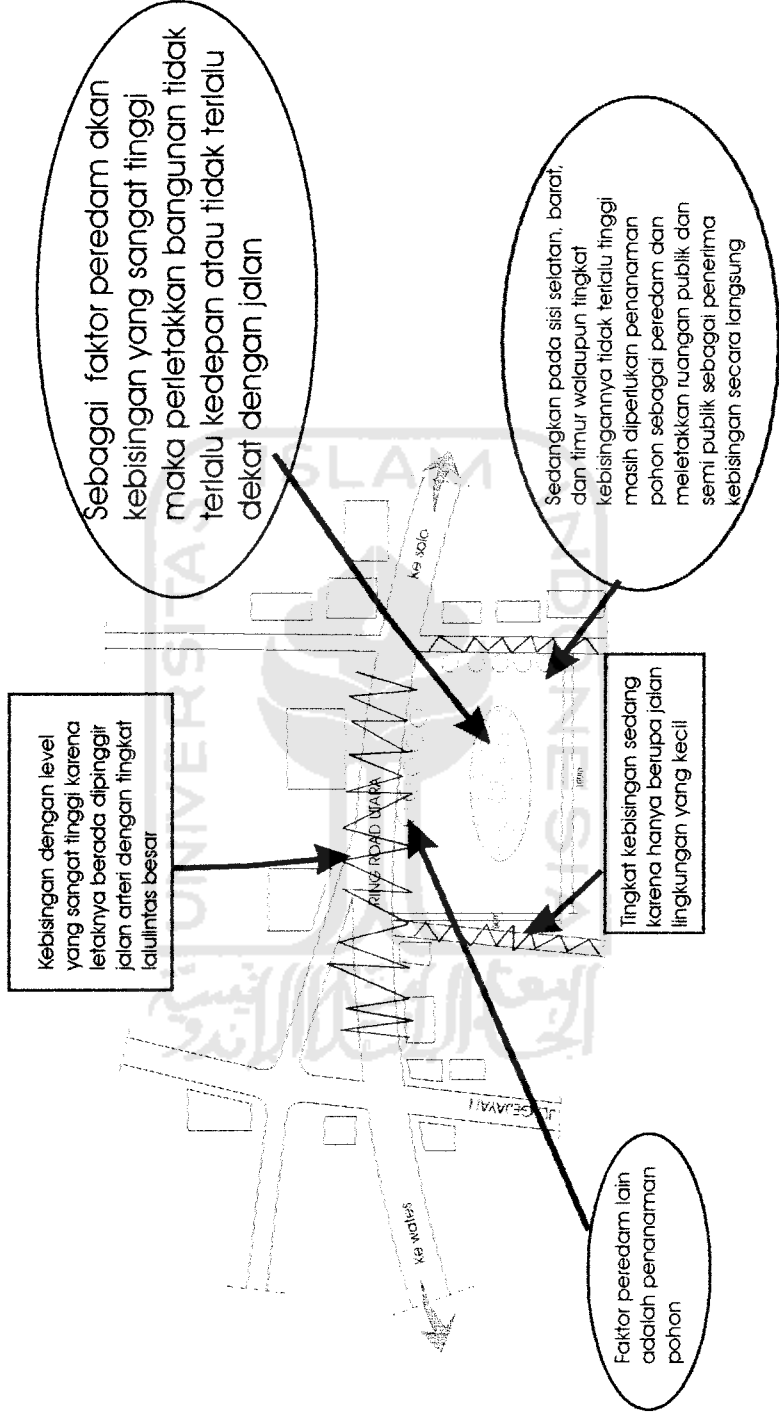 Kebisingan dengan level
yang sangat tinggi karena
letaknya berada dipinggir
jalan arteri dengan tingkat
lalulintas besar
Sebagai faktor peredam akan
kebisingan yang sangat tinggi
maka perletakkan bangunan tidak
terlalu kedepan atau tidak terlalu
dekat dengan jalan
RING ROAD UTARA
ke solo
ke wates
Faktor peredam lain
adalah penanaman
pohon
Tingkat kebisingan sedang
karena hanya berupa jalan
lingkungan yang kecil
Sedangkan pada sisi selatan, barat,
dan timur walaupun tingkat
kebisingannya tidak terlalu tinggi
masih diperlukan penanaman
pohon sebagai peredam dan
meletakkan ruangan publik dan
semi publik sebagai penerima
kebisingan secara langsung
UNIVERSITAS
ISLAM
INDONESIA